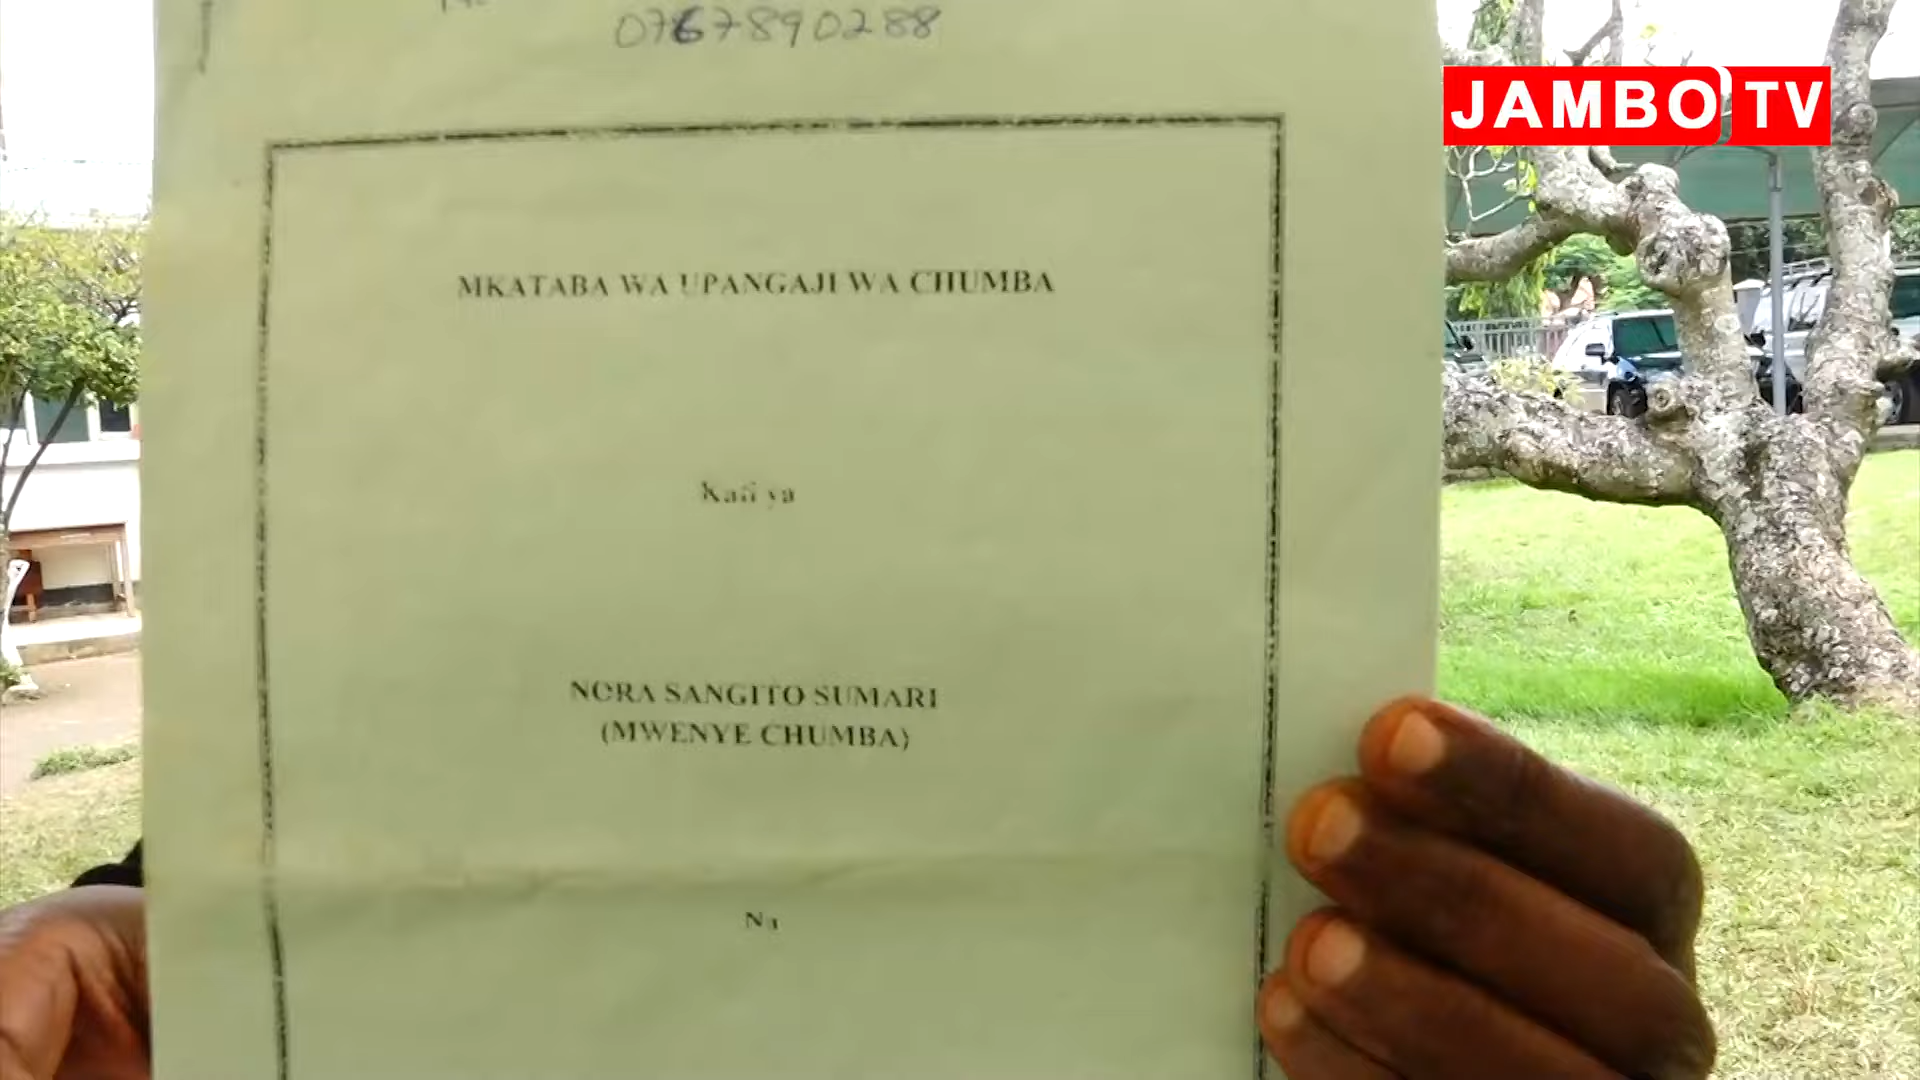 0767890288
JAMBO TV
MKATABA WA UPANGAJI WA CHUMBA
Kati ya
NORA SANGITO SUMARI
(MWENYE CHUMBA)
Na